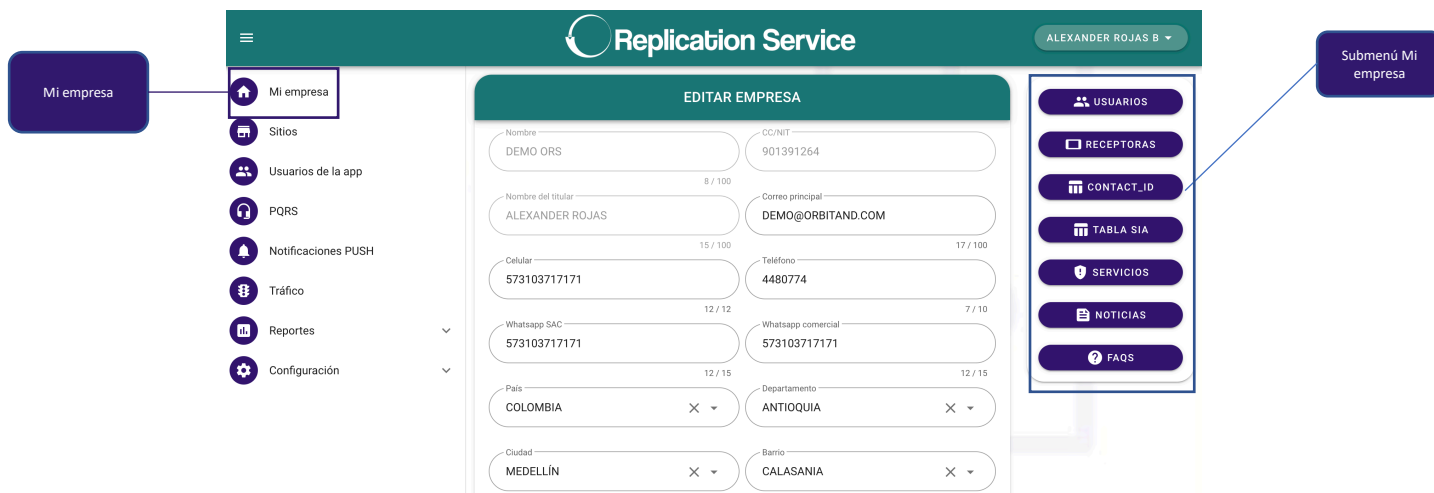 Replication Service
ALEXANDER ROJAS B
Mi empresa
Submenú Mi
empresa
Mi empresa
Sitios
Usuarios de la app
PQRS
Notificaciones PUSH
Tráfico
Reportes
Configuración
EDITAR EMPRESA
Nombre
DEMO ORS
8 / 100
CC/NIT
901391264
Nombre del titular
ALEXANDER ROJAS
15 / 100
Correo principal
DEMO@ORBITAND.COM
17 / 100
Celular
573103717171
12 / 12
Teléfono
4480774
7 / 10
Whatsapp SAC
573103717171
12 / 15
Whatsapp comercial
573103717171
12 / 15
País
COLOMBIA
Departamento
ANTIOQUIA
Ciudad
MEDELLÍN
Barrio
CALASANIA
USUARIOS
RECEPTORAS
CONTACT_ID
TABLA SIA
SERVICIOS
NOTICIAS
FAQS